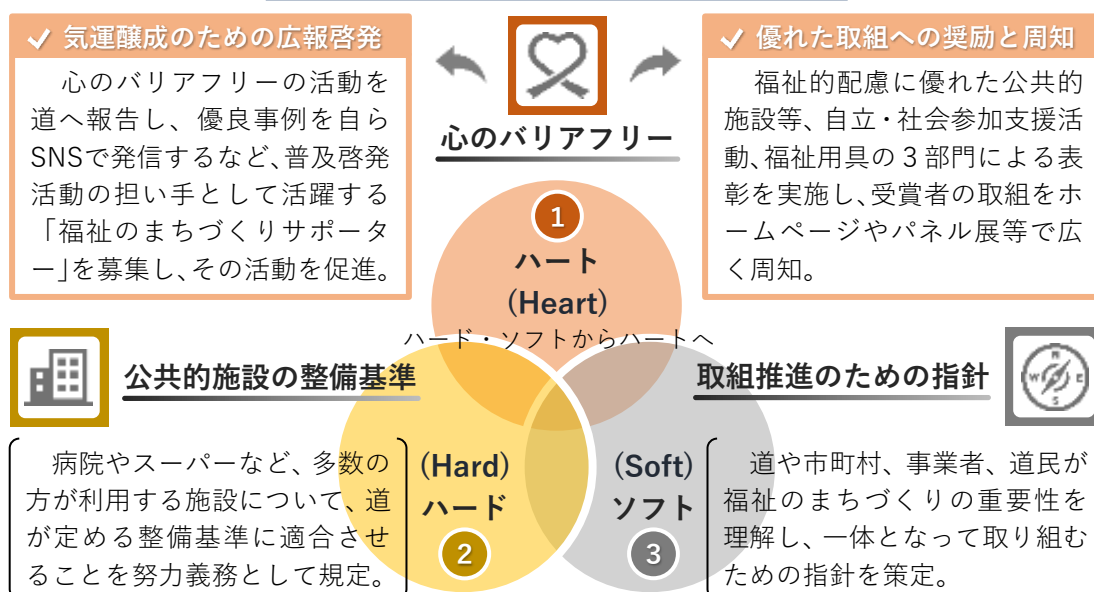 ✓ 気運醸成のための広報啓発
心のバリアフリーの活動を
道へ報告し、優良事例を自ら
SNSで発信するなど、普及啓発
活動の担い手として活躍する
「福祉のまちづくりサポータ
ー」を募集し、その活動を促進。
心のバリアフリー
✓ 優れた取組への奨励と周知
福祉的配慮に優れた公共的
施設等、自立・社会参加支援活
動、福祉用具の3部門による表
彰を実施し、受賞者の取組をホ
ームページやパネル展等で広
く周知。
1
ハート
(Heart)
ハード・ソフトからハートへ
公共的施設の整備基準
病院やスーパーなど、多数の
方が利用する施設について、道
が定める整備基準に適合させ
ることを努力義務として規定。
(Hard)
ハード
2
(Soft)
ソフト
3
取組推進のための指針
N
W E
S
道や市町村、事業者、道民が
福祉のまちづくりの重要性を
理解し、一体となって取り組む
ための指針を策定。